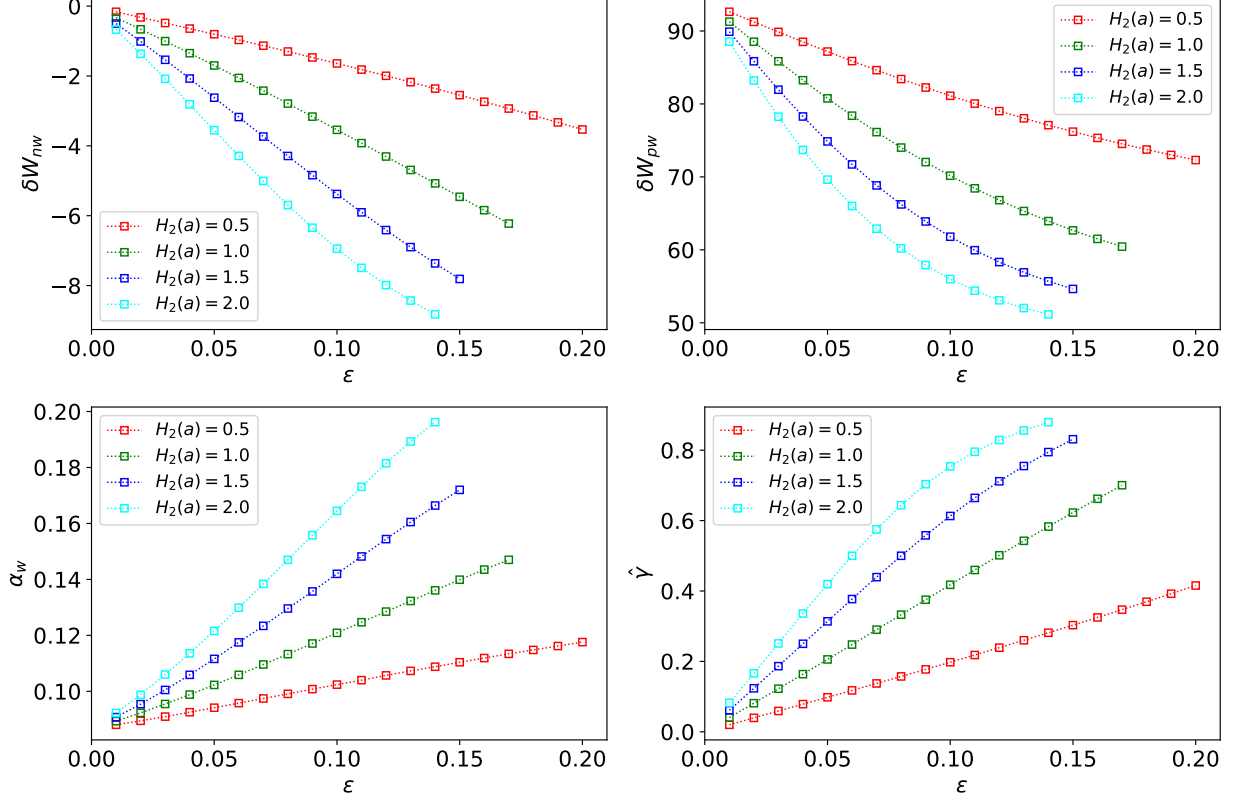 0
−2
−4
−6
−8
δW_{nw}
H_2(a) = 0.5
H_2(a) = 1.0
H_2(a) = 1.5
H_2(a) = 2.0
0.00 0.05 0.10 0.15 0.20
ε
90
80
70
60
50
δW_{pw}
H_2(a) = 0.5
H_2(a) = 1.0
H_2(a) = 1.5
H_2(a) = 2.0
0.00 0.05 0.10 0.15 0.20
ε
0.20
0.18
0.16
0.14
0.12
0.10
α_w
H_2(a) = 0.5
H_2(a) = 1.0
H_2(a) = 1.5
H_2(a) = 2.0
0.00 0.05 0.10 0.15 0.20
ε
0.8
0.6
0.4
0.2
0.0
γ̂
H_2(a) = 0.5
H_2(a) = 1.0
H_2(a) = 1.5
H_2(a) = 2.0
0.00 0.05 0.10 0.15 0.20
ε